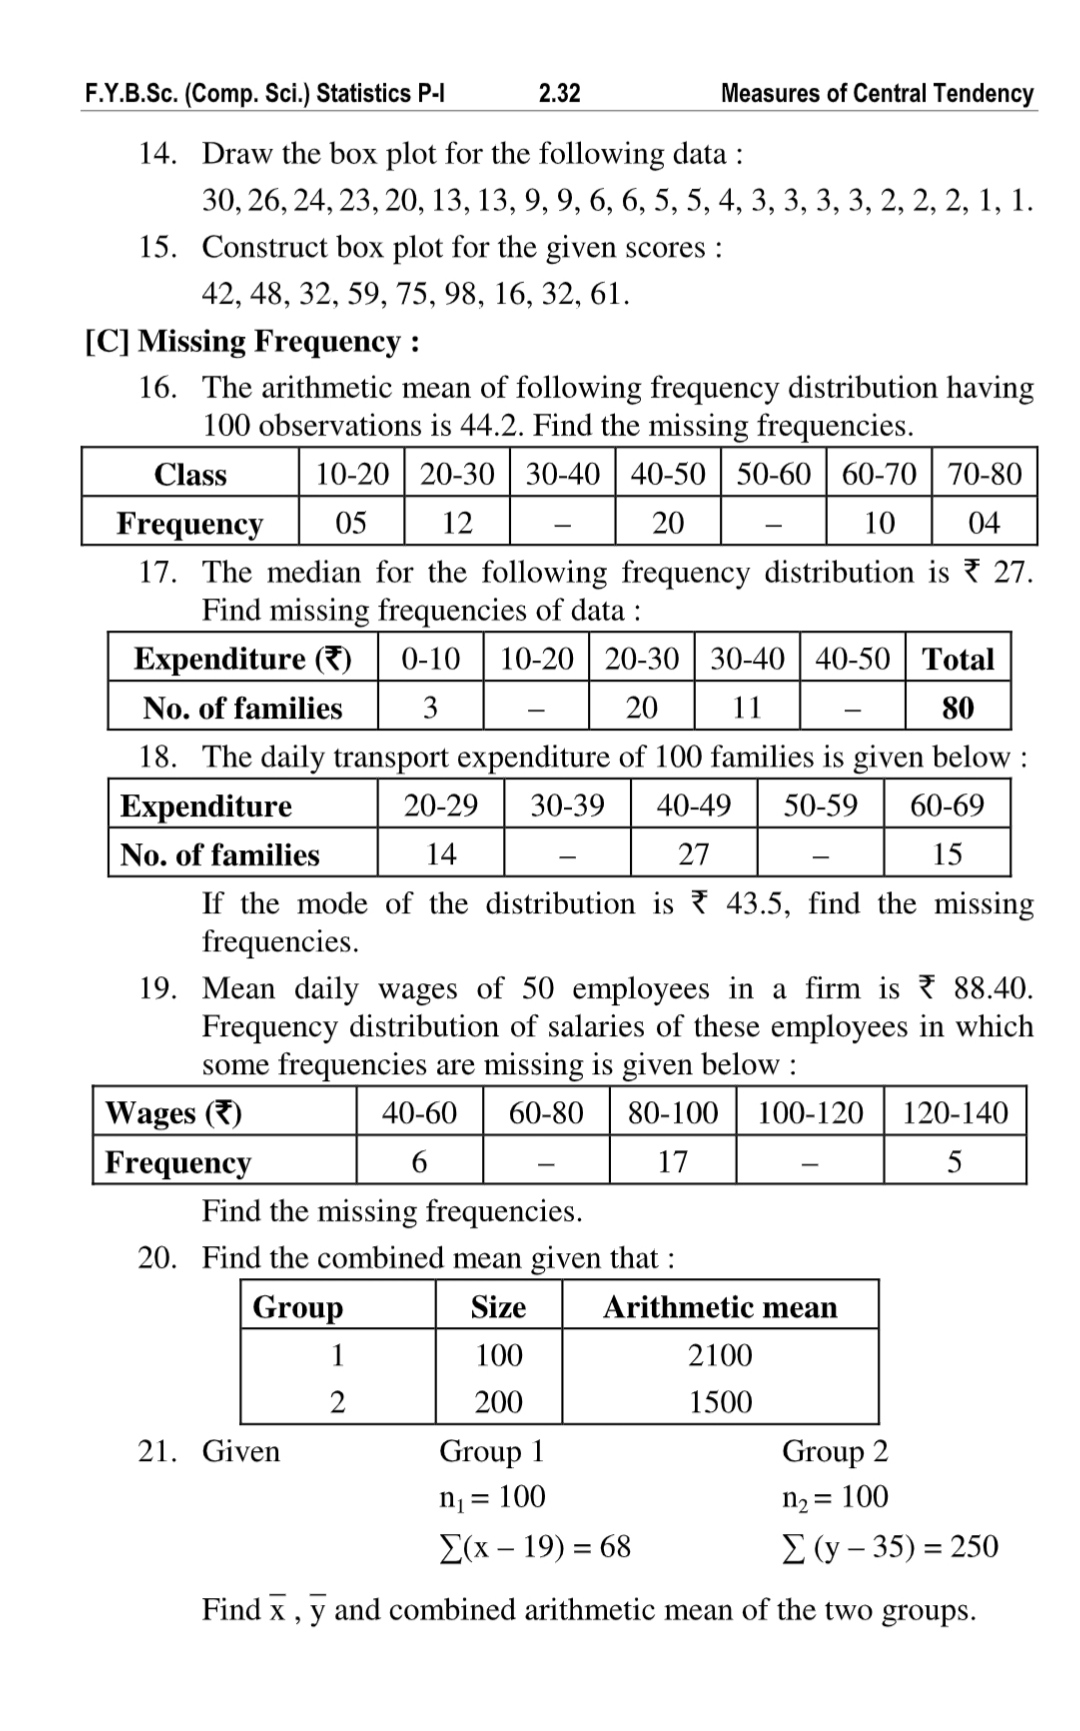 F.Y.B.Sc. (Comp. Sci.) Statistics P-I 2.32 Measures of Central Tendency
14. Draw the box plot for the following data :
30, 26, 24, 23, 20, 13, 13, 9, 9, 6, 6, 5, 5, 4, 3, 3, 3, 3, 2, 2, 2, 1, 1.
15. Construct box plot for the given scores :
42, 48, 32, 59, 75, 98, 16, 32, 61.
[C] Missing Frequency :
16. The arithmetic mean of following frequency distribution having
100 observations is 44.2. Find the missing frequencies.
Class 10-20 20-30 30-40 40-50 50-60 60-70 70-80
Frequency 05 12 – 20 – 10 04
17. The median for the following frequency distribution is ₹ 27.
Find missing frequencies of data :
Expenditure (₹) 0-10 10-20 20-30 30-40 40-50 Total
No. of families 3 – 20 11 – 80
18. The daily transport expenditure of 100 families is given below :
Expenditure 20-29 30-39 40-49 50-59 60-69
No. of families 14 – 27 – 15
If the mode of the distribution is ₹ 43.5, find the missing
frequencies.
19. Mean daily wages of 50 employees in a firm is ₹ 88.40.
Frequency distribution of salaries of these employees in which
some frequencies are missing is given below :
Wages (₹) 40-60 60-80 80-100 100-120 120-140
Frequency 6 – 17 – 5
Find the missing frequencies.
20. Find the combined mean given that :
Group Size Arithmetic mean
1 100 2100
2 200 1500
21. Given Group 1 Group 2
n₁ = 100 n₂ = 100
∑(x – 19) = 68 ∑ (y – 35) = 250
Find x̅ , y̅ and combined arithmetic mean of the two groups.